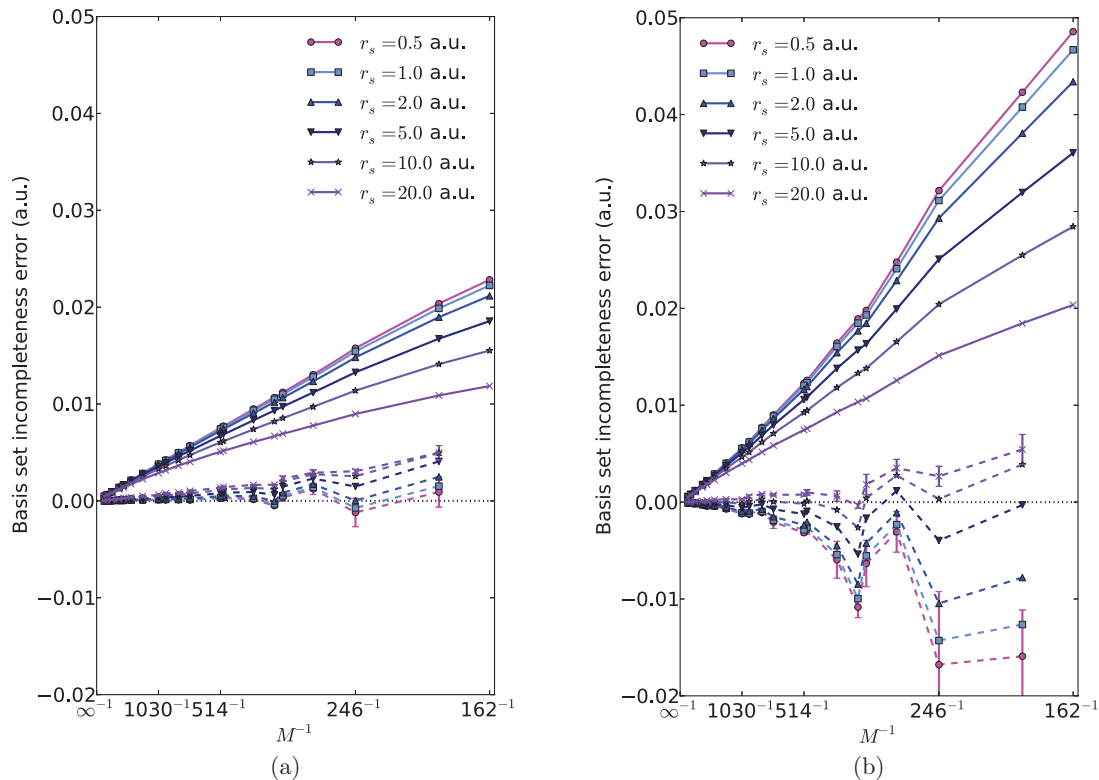 0.05
0.04
0.03
0.02
0.01
0.00
−0.01
−0.02
Basis set incompleteness error (a.u.)
r_s = 0.5 a.u.
r_s = 1.0 a.u.
r_s = 2.0 a.u.
r_s = 5.0 a.u.
r_s = 10.0 a.u.
r_s = 20.0 a.u.
∞⁻¹ 1030⁻¹ 514⁻¹ 246⁻¹ 162⁻¹
M⁻¹
(a)
0.05
0.04
0.03
0.02
0.01
0.00
−0.01
−0.02
Basis set incompleteness error (a.u.)
r_s = 0.5 a.u.
r_s = 1.0 a.u.
r_s = 2.0 a.u.
r_s = 5.0 a.u.
r_s = 10.0 a.u.
r_s = 20.0 a.u.
∞⁻¹ 1030⁻¹ 514⁻¹ 246⁻¹ 162⁻¹
M⁻¹
(b)